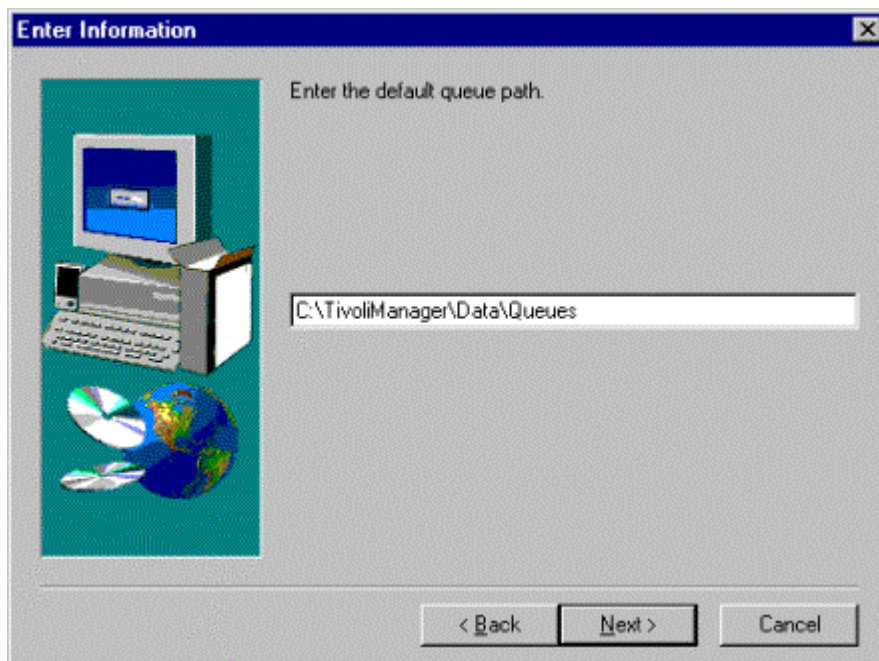 Enter Information
Enter the default queue path.
C:\TivoliManager\Data\Queues
< Back
Next >
Cancel